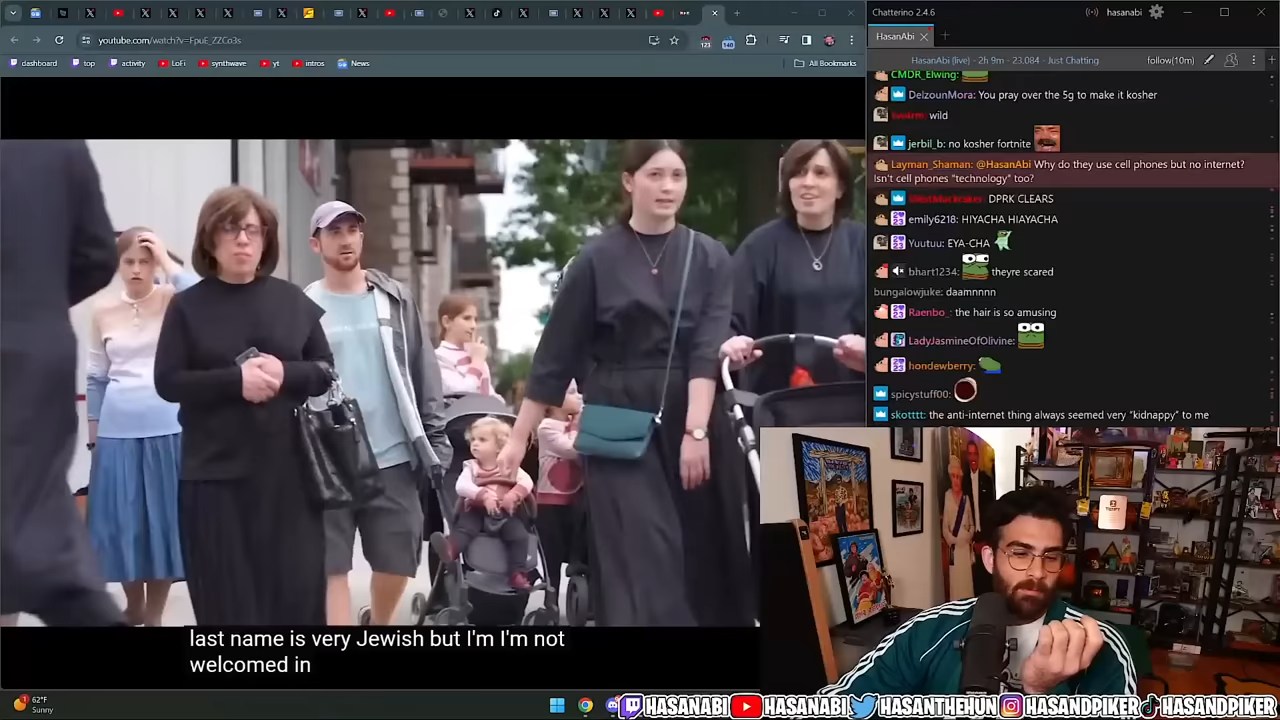 youtube.com/watch?v=FpuE_ZZCo3s
123
140
dashboard
top
activity
LoFi
synthwave
yt
intros
News
All Bookmarks
Chatterino 2.4.6
hasanabi
HasanAbi
HasanAbi (live) - 2h 9m - 23.084 - Just Chatting
follow(10m)
CMDR_Elwing:
DelzounMora: You pray over the 5g to make it kosher
wild
jerbil_b: no kosher fortnite
Layman_Shaman: @HasanAbi Why do they use cell phones but no internet?
Isn't cell phones "technology" too?
DPRK CLEARS
emily6218: HIYACHA HIAYACHA
Yuutuu: EYA-CHA
bhart1234: theyre scared
bungalowjuke: daamnnnn
Raenbo_: the hair is so amusing
LadyJasmineOfOlivine:
hondewberry:
spicystuff00:
skotttt: the anti-internet thing always seemed very "kidnappy" to me
last name is very Jewish but I'm I'm not
welcomed in
62°F
Sunny
HASANABI
HASANABI
HASANTHEHUN
HASANDPIKER
HASANDPIKER